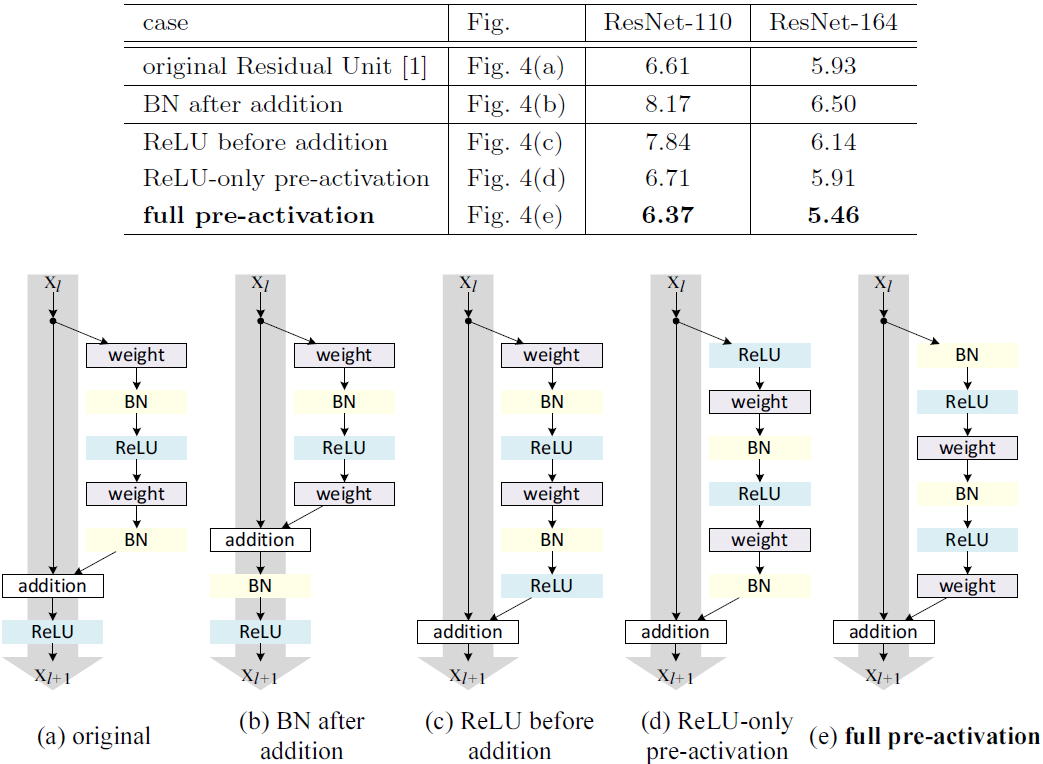 case Fig. ResNet-110 ResNet-164
original Residual Unit [1] Fig. 4(a) 6.61 5.93
BN after addition Fig. 4(b) 8.17 6.50
ReLU before addition Fig. 4(c) 7.84 6.14
ReLU-only pre-activation Fig. 4(d) 6.71 5.91
full pre-activation Fig. 4(e) 6.37 5.46
x_l
weight
BN
ReLU
weight
BN
addition
ReLU
x_{l+1}
(a) original
x_l
weight
BN
ReLU
weight
addition
BN
ReLU
x_{l+1}
(b) BN after
addition
x_l
weight
BN
ReLU
weight
BN
ReLU
addition
x_{l+1}
(c) ReLU before
addition
x_l
ReLU
weight
BN
ReLU
weight
BN
addition
x_{l+1}
(d) ReLU-only
pre-activation
x_l
BN
ReLU
weight
BN
ReLU
weight
addition
x_{l+1}
(e) full pre-activation